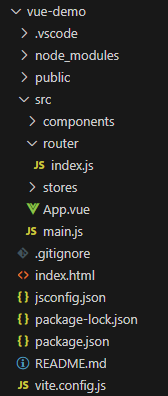 vue-demo
.vscode
node_modules
public
src
components
router
JS index.js
stores
App.vue
JS main.js
.gitignore
index.html
{} jsconfig.json
{} package-lock.json
{} package.json
README.md
vite.config.js